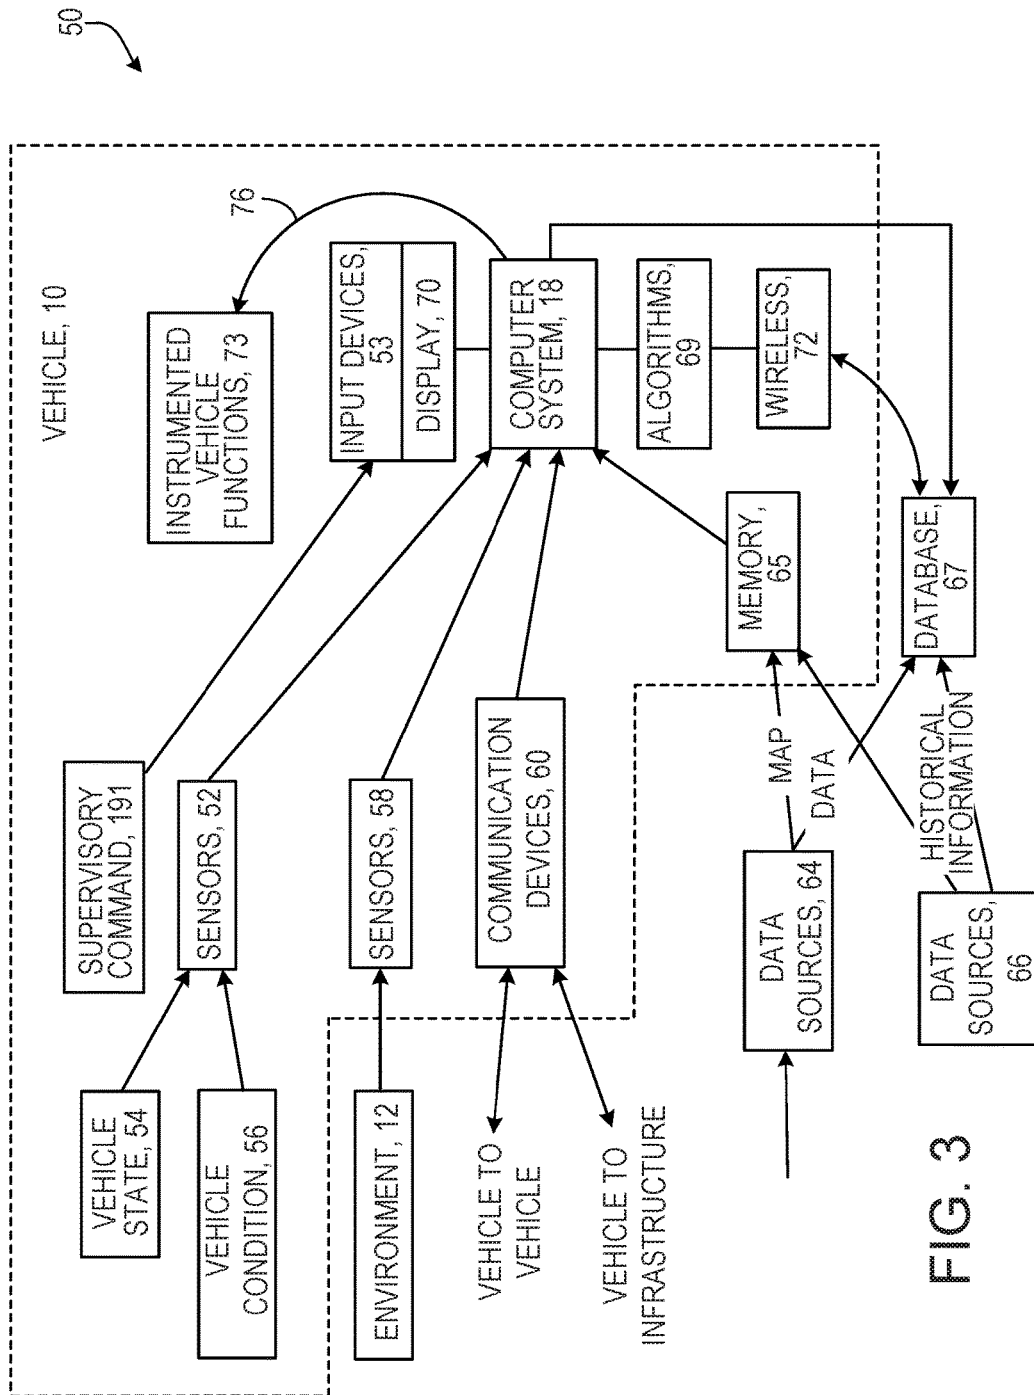 50
VEHICLE, 10
76
INSTRUMENTED
VEHICLE
FUNCTIONS, 73
INPUT DEVICES,
53
DISPLAY, 70
COMPUTER
SYSTEM, 18
ALGORITHMS,
69
WIRELESS,
72
SUPERVISORY
COMMAND, 191
SENSORS, 52
SENSORS, 58
COMMUNICATION
DEVICES, 60
MEMORY,
65
DATABASE,
67
VEHICLE
STATE, 54
VEHICLE
CONDITION, 56
ENVIRONMENT, 12
VEHICLE TO
VEHICLE
VEHICLE TO
INFRASTRUCTURE
MAP
DATA
DATA
SOURCES, 64
HISTORICAL
INFORMATION
DATA
SOURCES,
66
FIG. 3